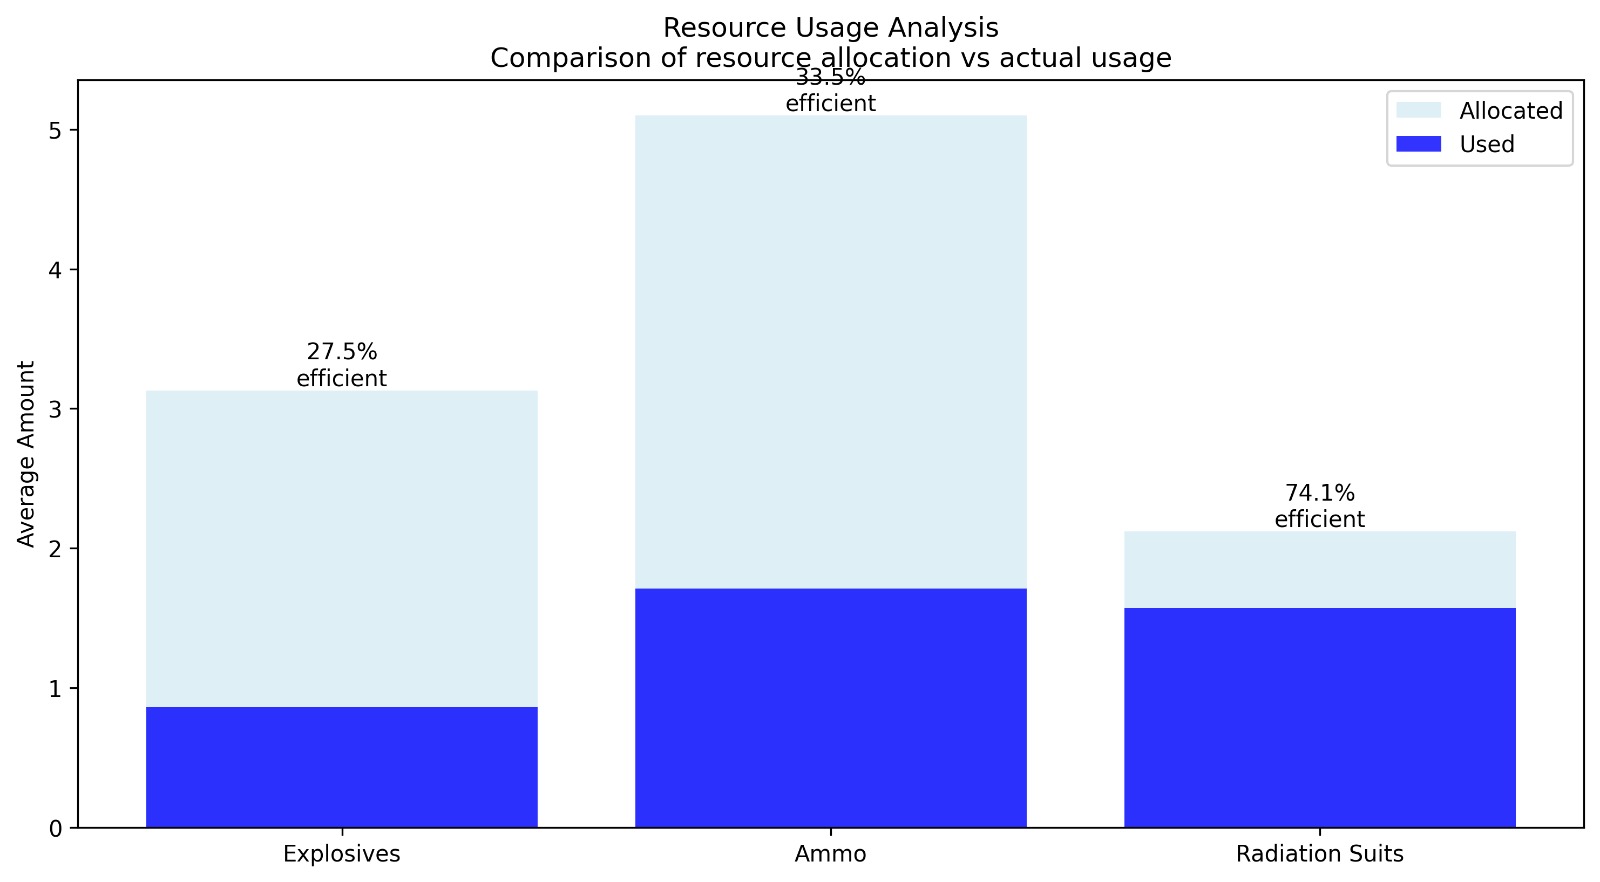 Resource Usage Analysis
Comparison of resource allocation vs actual usage
33.5%
efficient
Allocated
Used
27.5%
efficient
74.1%
efficient
Average Amount
5
4
3
2
1
0
Explosives
Ammo
Radiation Suits